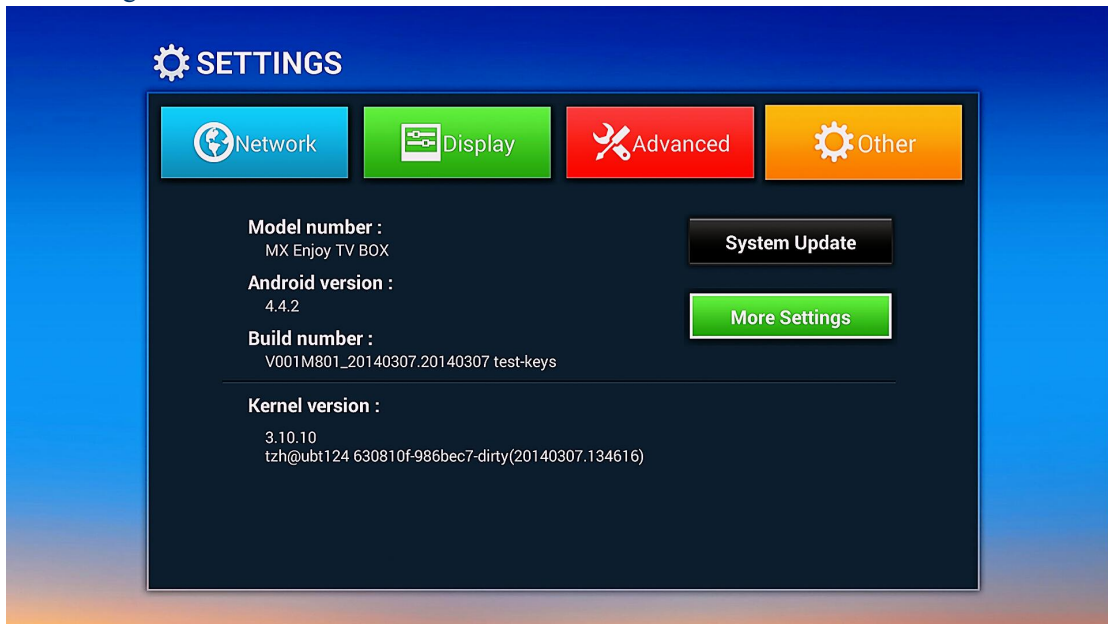 SETTINGS
Network
Display
Advanced
Other
Model number :
MX Enjoy TV BOX
System Update
Android version :
4.4.2
More Settings
Build number :
V001M801_20140307.20140307 test-keys
Kernel version :
3.10.10
tzh@ubt124 630810f-986bec7-dirty(20140307.134616)